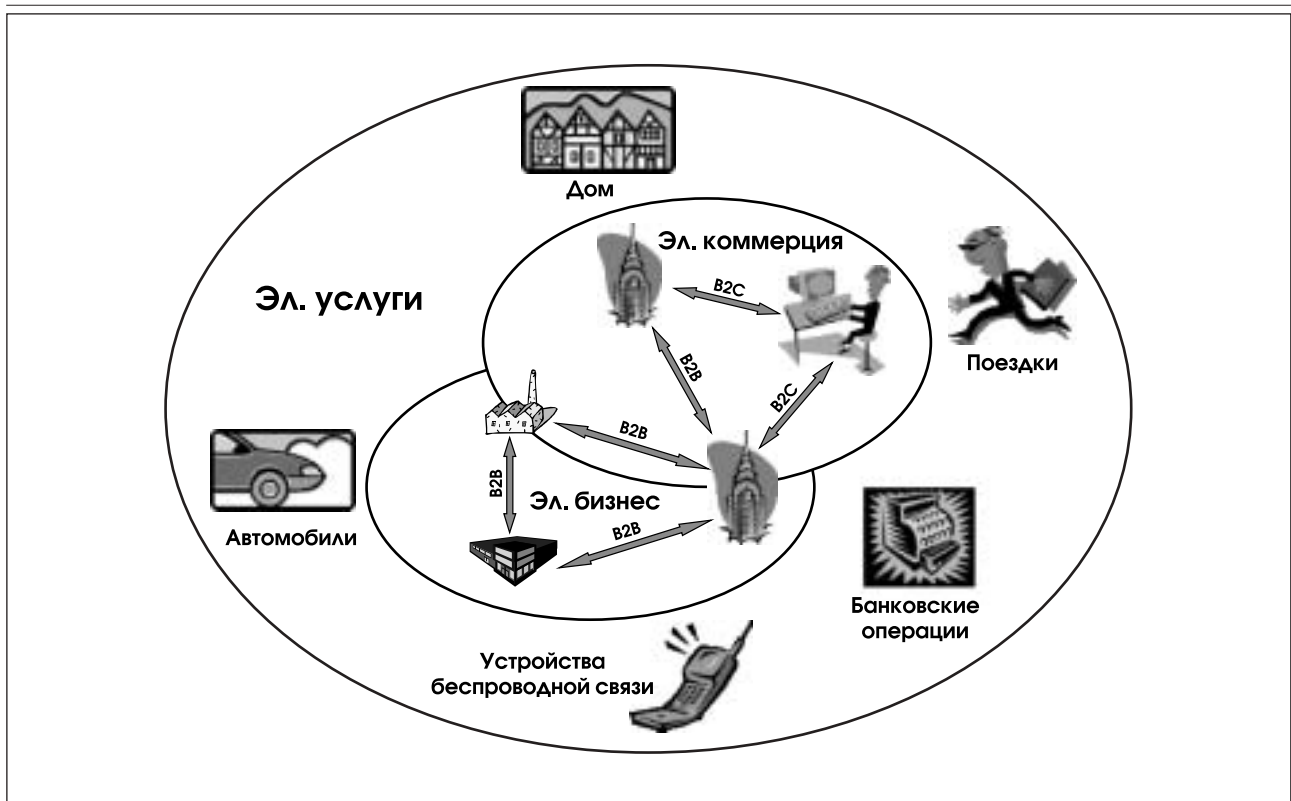 Дом
Эл. коммерция
B2C
Эл. услуги
B2B
B2C
Поездки
B2B
B2B
Эл. бизнес
B2B
Автомобили
Банковские
операции
Устройства
беспроводной связи